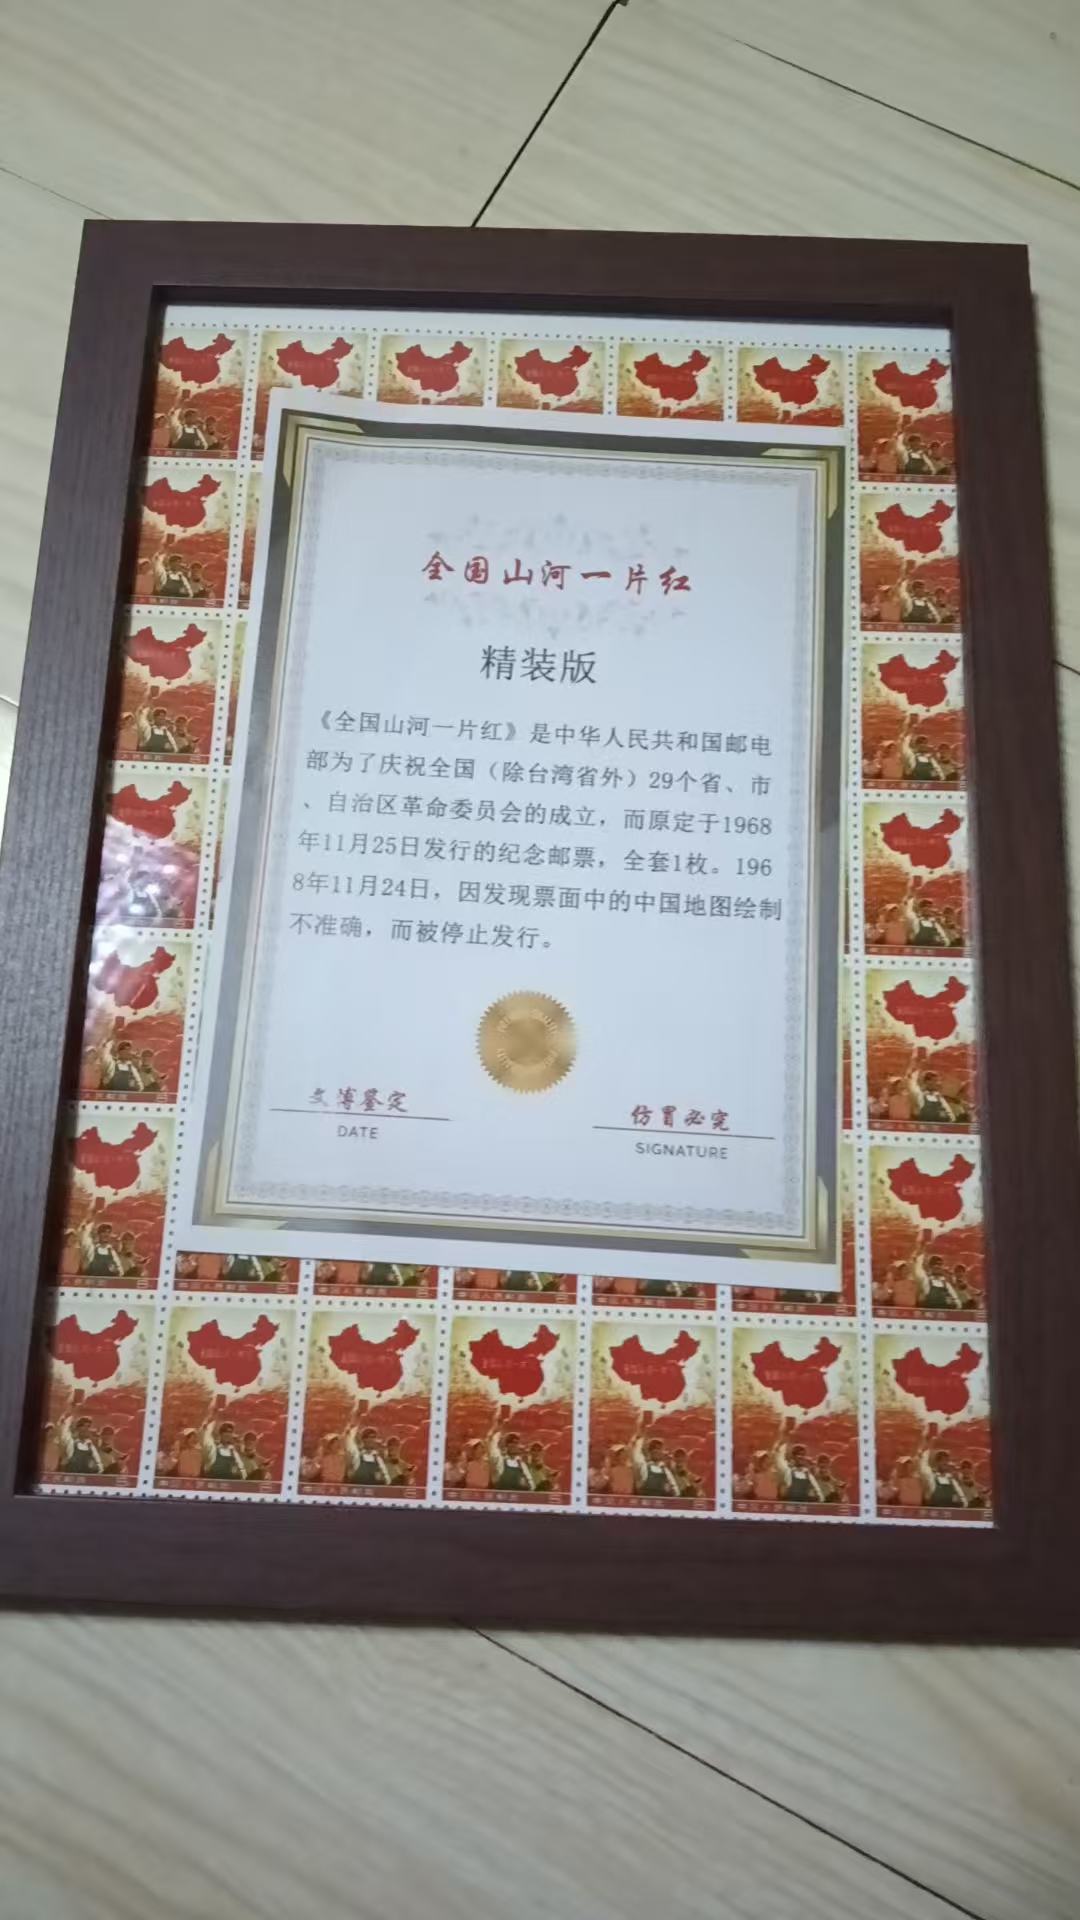 全国山河一片红
精装版
《全国山河一片红》是中华人民共和国邮电
部为了庆祝全国（除台湾省外）29个省、市
、自治区革命委员会的成立，而原定于1968
年11月25日发行的纪念邮票，全套1枚。196
8年11月24日，因发现票面中的中国地图绘制
不准确，而被停止发行。
文博鉴定
DATE
仿冒必究
SIGNATURE